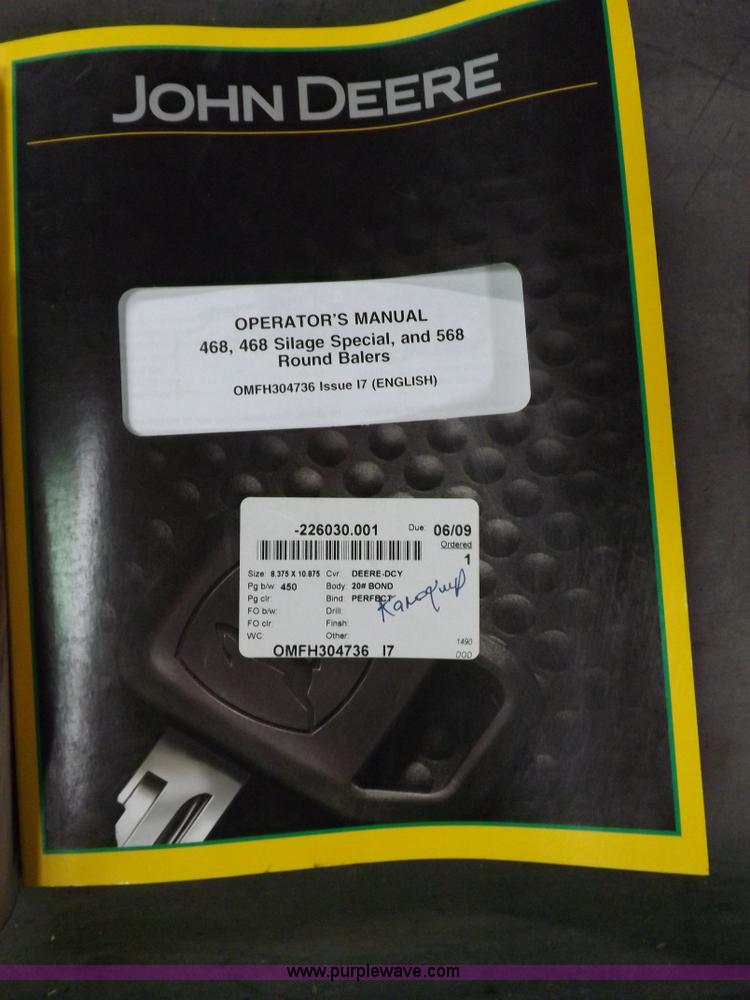 JOHN DEERE
OPERATOR'S MANUAL
468, 468 Silage Special, and 568
Round Balers
OMFH304736 Issue I7 (ENGLISH)
-226030.001 Due: 06/09
Ordered
1
Size: 8.375 X 10.875 Cvr: DEERE-DCY
Pg b/w: 450 Body: 20# BOND
Pg clr: Bind: PERFECT
FO b/w: Drill:
FO clr: Finsh:
WC Other:
1490
OMFH304736 I7
000
www.purplewave.com